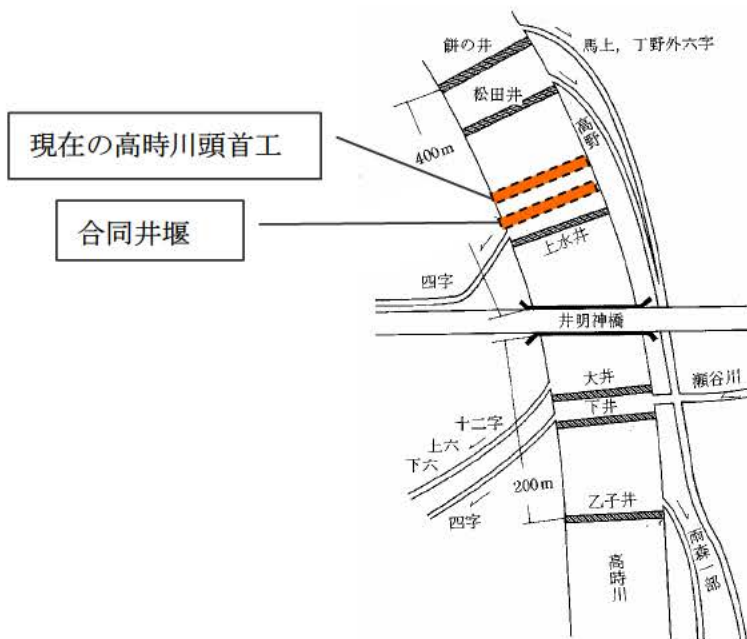 餅の井
馬上，丁野外六字
松田井
現在の高時川頭首工
400m
高野
合同井堰
上水井
四字
井明神橋
大井
瀬谷川
下井
十二字
上六
下六
200m
四字
乙子井
雨森一部
高時川